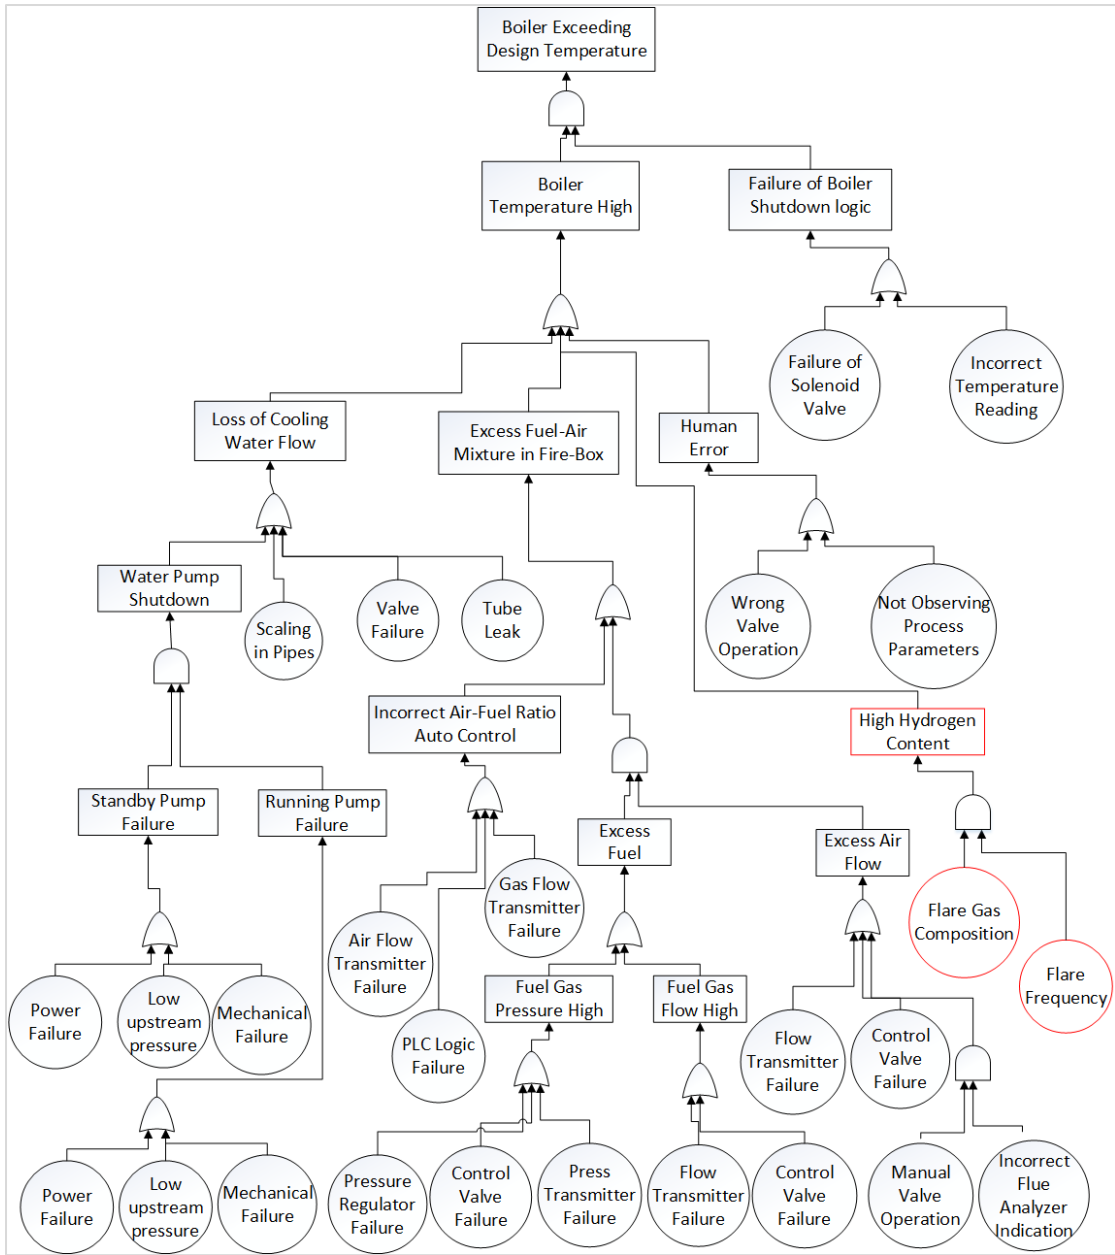 Boiler Exceeding
Design Temperature
Boiler
Temperature High
Failure of Boiler
Shutdown logic
Failure of
Solenoid
Valve
Incorrect
Temperature
Reading
Loss of Cooling
Water Flow
Excess Fuel-Air
Mixture in Fire-Box
Human
Error
Water Pump
Shutdown
Scaling
in Pipes
Valve
Failure
Tube
Leak
Wrong
Valve
Operation
Not Observing
Process
Parameters
Incorrect Air-Fuel Ratio
Auto Control
High Hydrogen
Content
Standby Pump
Failure
Running Pump
Failure
Excess
Fuel
Excess Air
Flow
Gas Flow
Transmitter
Failure
Air Flow
Transmitter
Failure
Flare Gas
Composition
Flare
Frequency
Power
Failure
Low
upstream
pressure
Mechanical
Failure
PLC Logic
Failure
Fuel Gas
Pressure High
Fuel Gas
Flow High
Flow
Transmitter
Failure
Control
Valve
Failure
Power
Failure
Low
upstream
pressure
Mechanical
Failure
Pressure
Regulator
Failure
Control
Valve
Failure
Press
Transmitter
Failure
Flow
Transmitter
Failure
Control
Valve
Failure
Manual
Valve
Operation
Incorrect
Flue
Analyzer
Indication